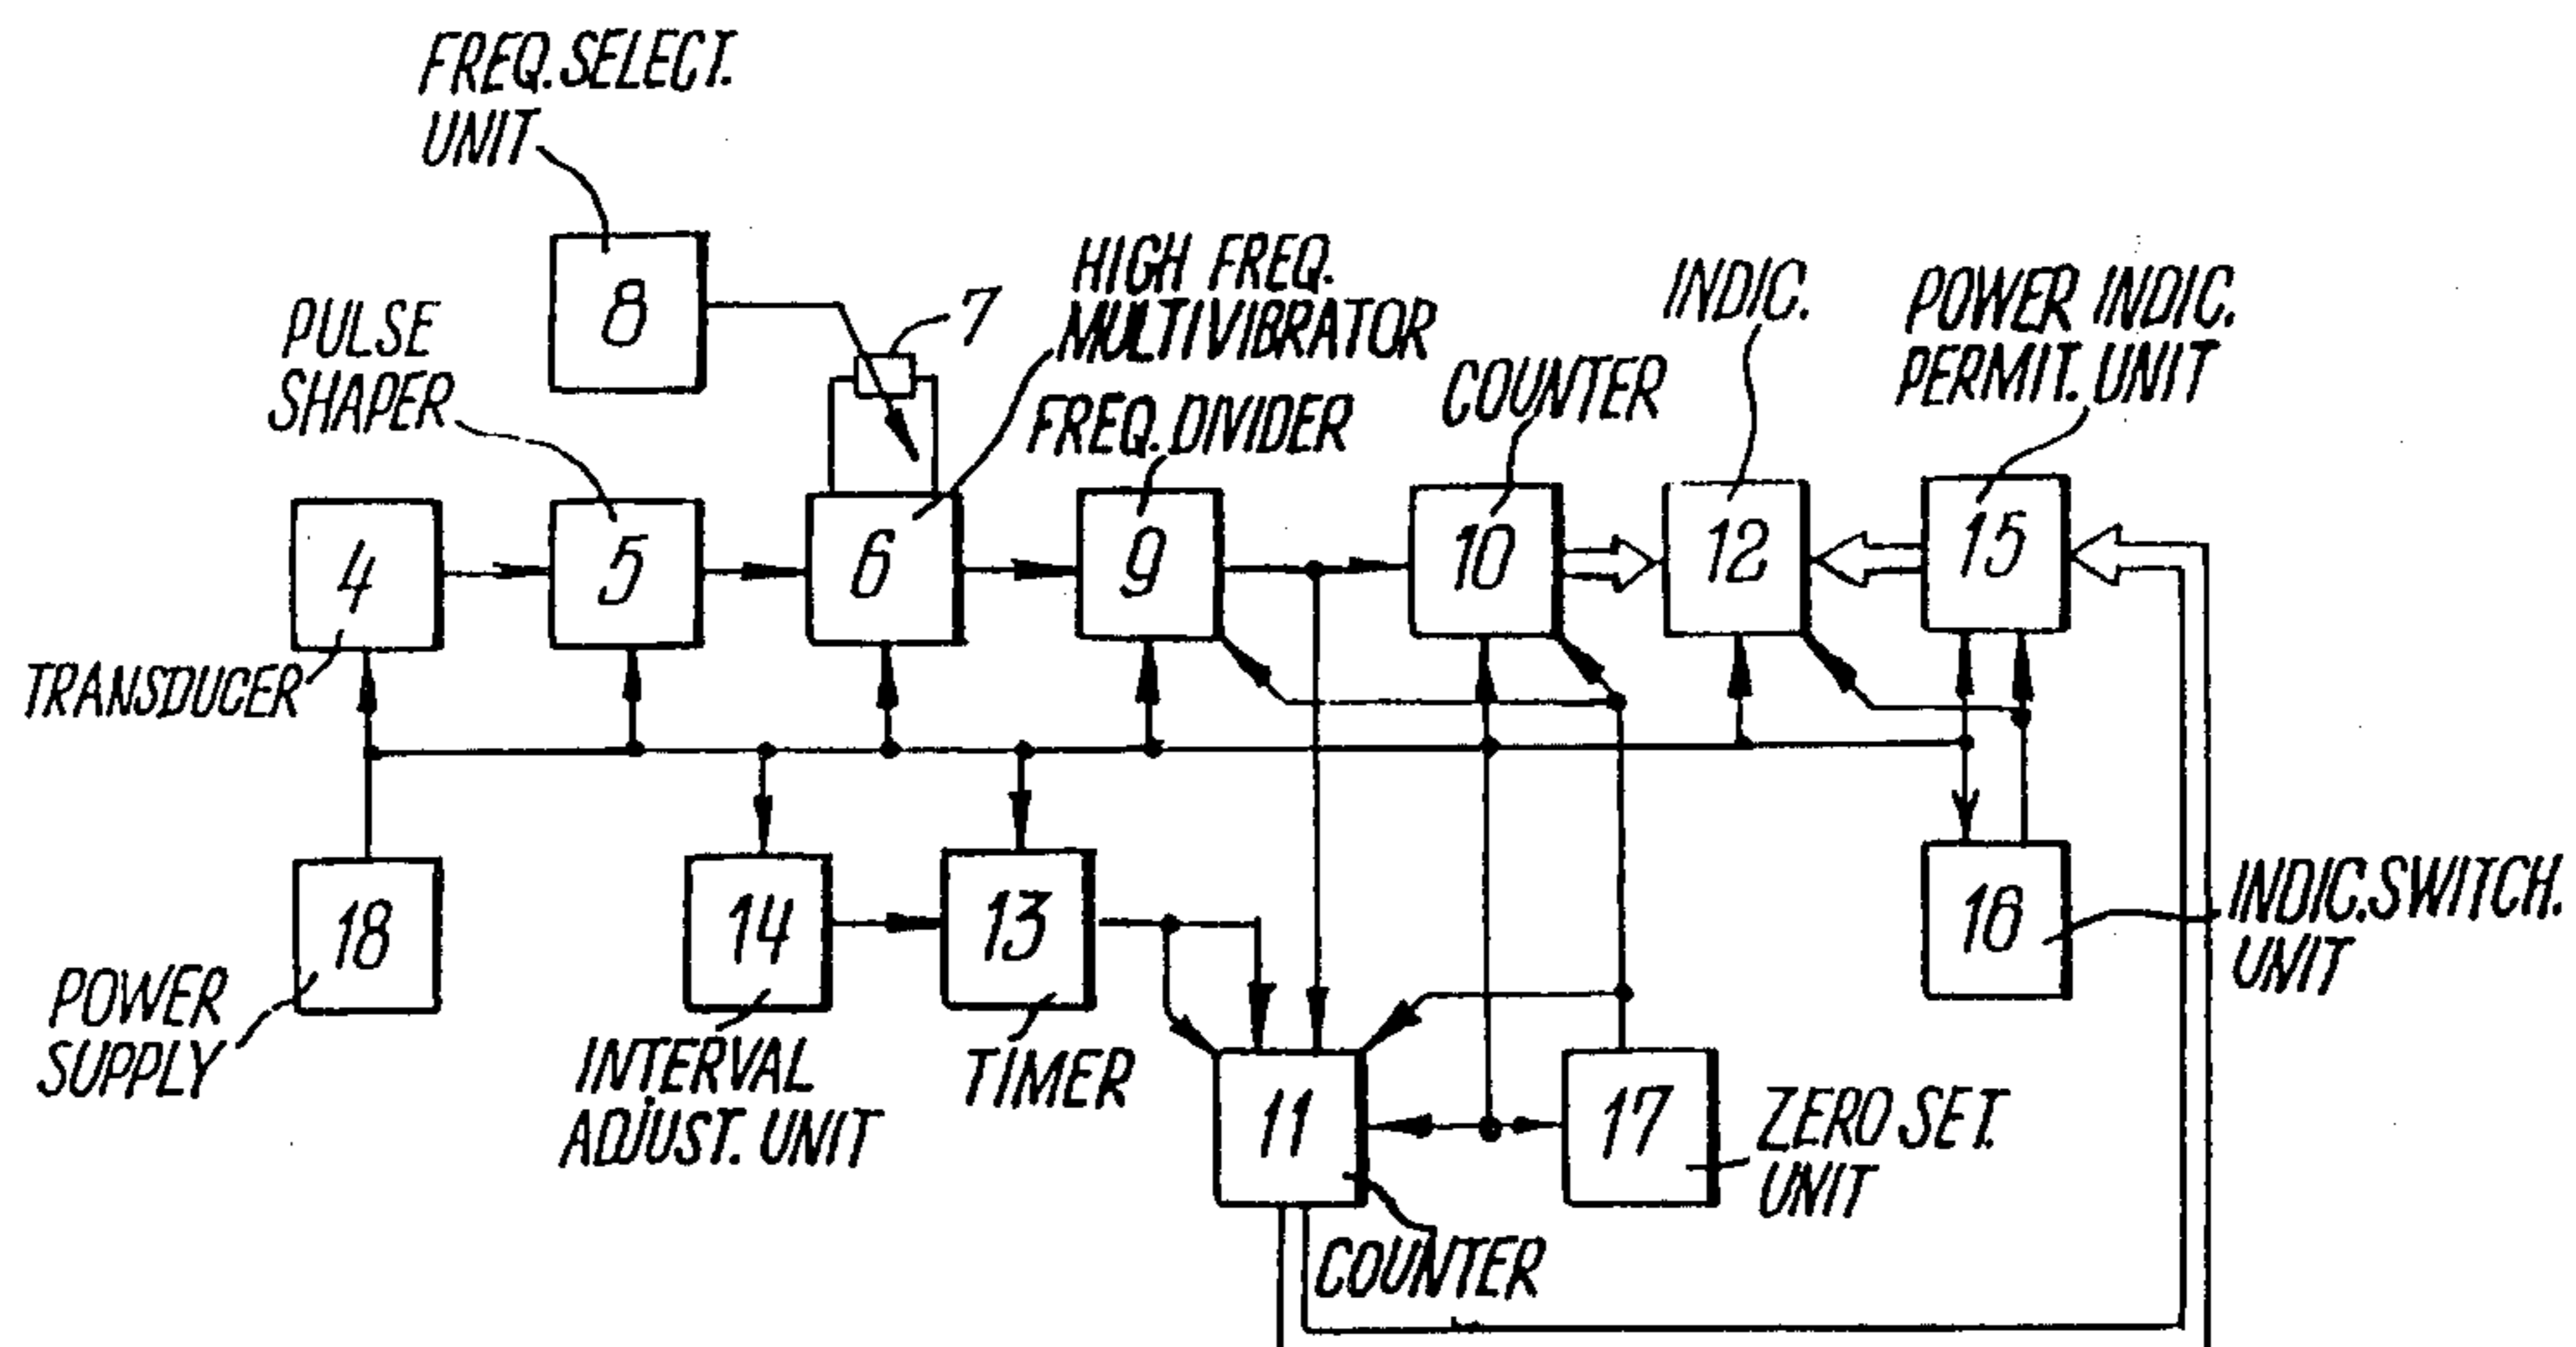 FREQ. SELECT.
UNIT
8
7
PULSE
SHAPER
HIGH FREQ.
MULTIVIBRATOR
FREQ. DIVIDER
COUNTER
INDIC.
POWER INDIC.
PERMIT. UNIT
4
5
6
9
10
12
15
TRANSDUCER
18
14
13
16
POWER
SUPPLY
INTERVAL
ADJUST. UNIT
TIMER
INDIC. SWITCH.
UNIT
11
17
ZERO SET.
UNIT
COUNTER